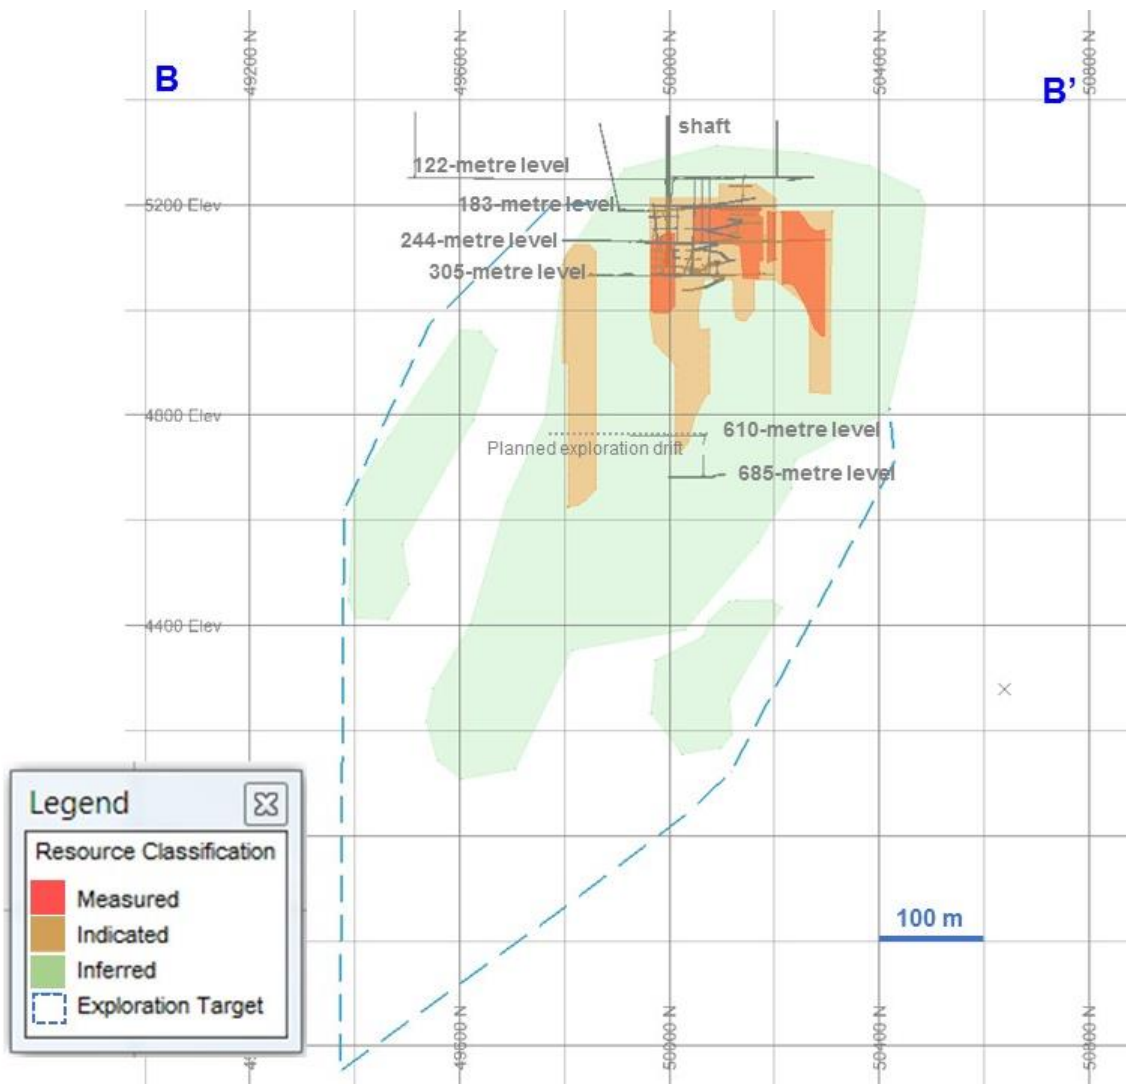 49200 N
49600 N
50000 N
50400 N
50800 N
B
B'
shaft
122-metre level
5200 Elev
183-metre level
244-metre level
305-metre level
4800 Elev
610-metre level
Planned exploration drift
685-metre level
4400 Elev
Legend
Resource Classification
Measured
Indicated
Inferred
Exploration Target
100 m
49600 N
50000 N
50400 N
50800 N